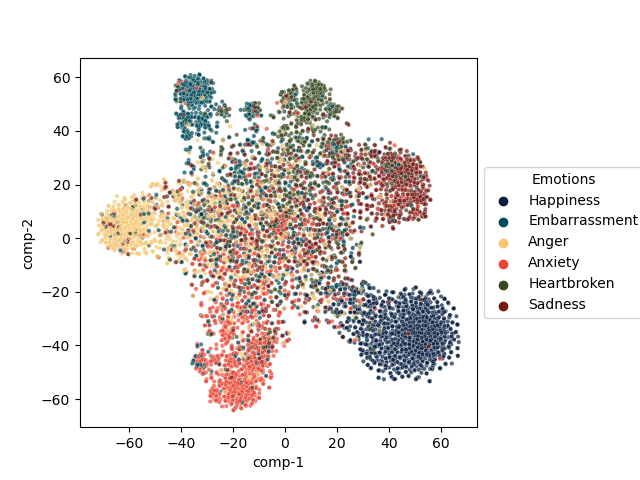 60
40
20
0
−20
−40
−60
comp-2
−60 −40 −20 0 20 40 60
comp-1
Emotions
Happiness
Embarrassment
Anger
Anxiety
Heartbroken
Sadness